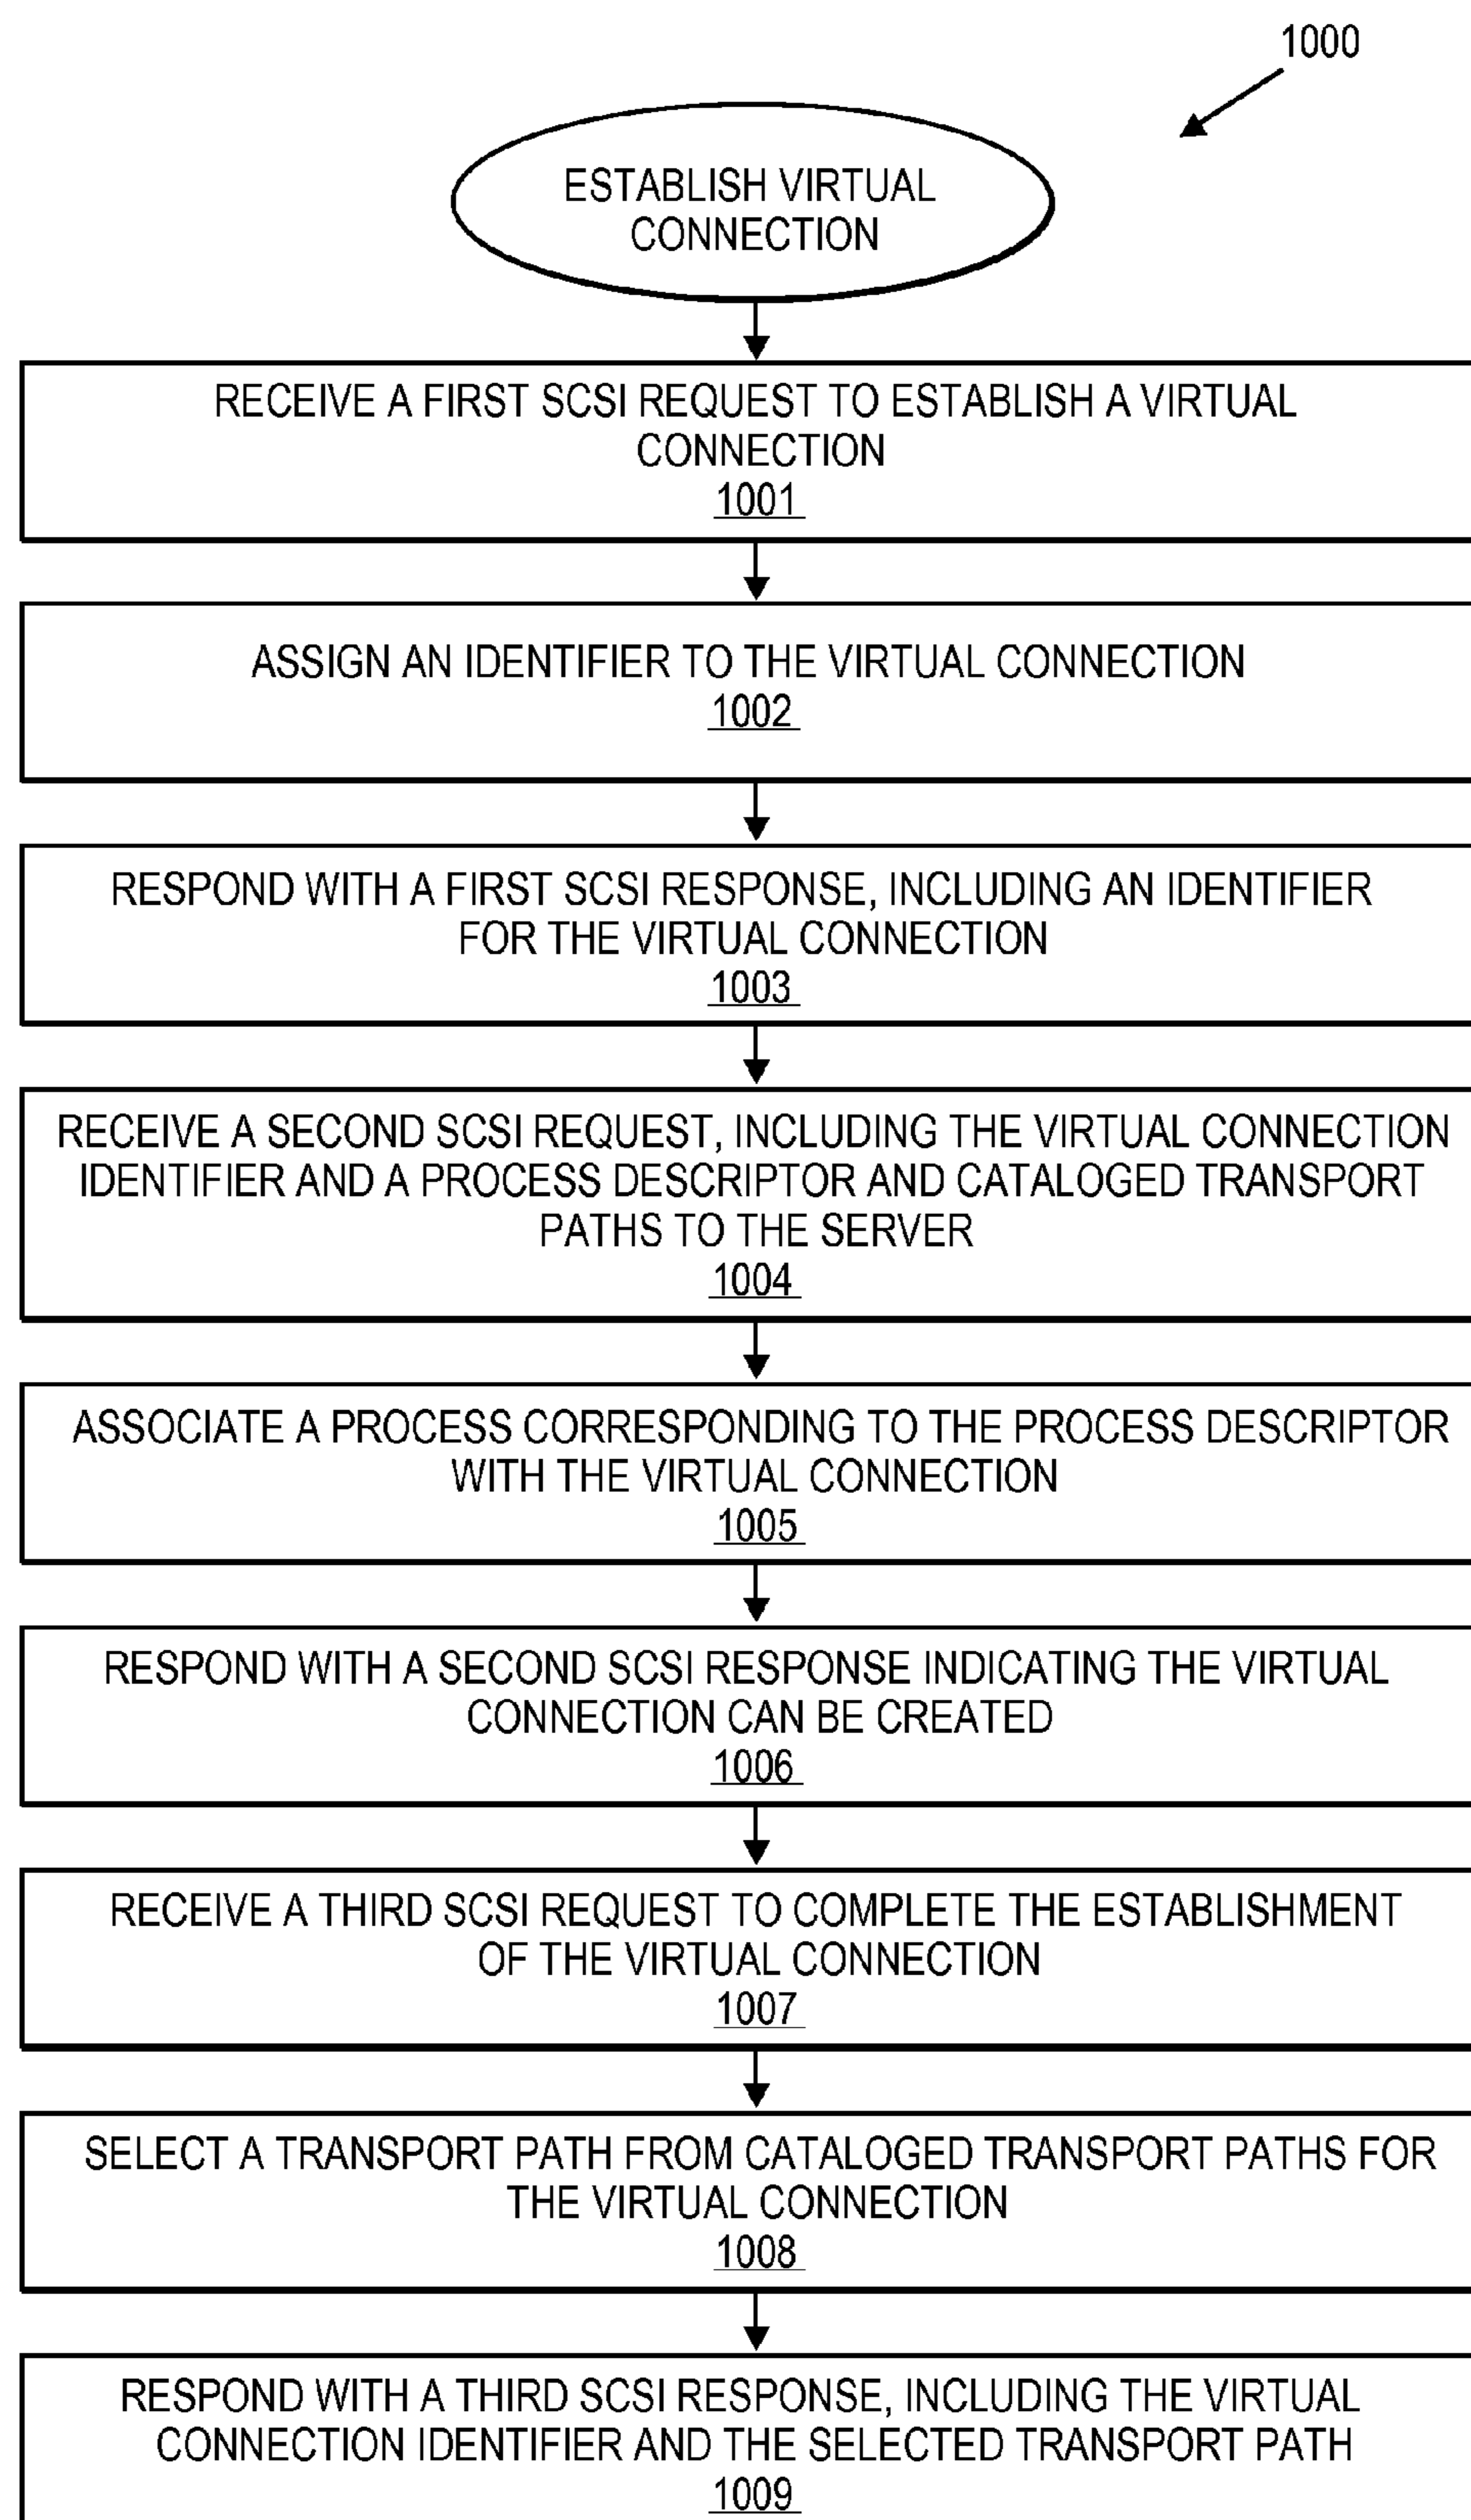 1000
ESTABLISH VIRTUAL
CONNECTION
RECEIVE A FIRST SCSI REQUEST TO ESTABLISH A VIRTUAL
CONNECTION
1001
ASSIGN AN IDENTIFIER TO THE VIRTUAL CONNECTION
1002
RESPOND WITH A FIRST SCSI RESPONSE, INCLUDING AN IDENTIFIER
FOR THE VIRTUAL CONNECTION
1003
RECEIVE A SECOND SCSI REQUEST, INCLUDING THE VIRTUAL CONNECTION
IDENTIFIER AND A PROCESS DESCRIPTOR AND CATALOGED TRANSPORT
PATHS TO THE SERVER
1004
ASSOCIATE A PROCESS CORRESPONDING TO THE PROCESS DESCRIPTOR
WITH THE VIRTUAL CONNECTION
1005
RESPOND WITH A SECOND SCSI RESPONSE INDICATING THE VIRTUAL
CONNECTION CAN BE CREATED
1006
RECEIVE A THIRD SCSI REQUEST TO COMPLETE THE ESTABLISHMENT
OF THE VIRTUAL CONNECTION
1007
SELECT A TRANSPORT PATH FROM CATALOGED TRANSPORT PATHS FOR
THE VIRTUAL CONNECTION
1008
RESPOND WITH A THIRD SCSI RESPONSE, INCLUDING THE VIRTUAL
CONNECTION IDENTIFIER AND THE SELECTED TRANSPORT PATH
1009